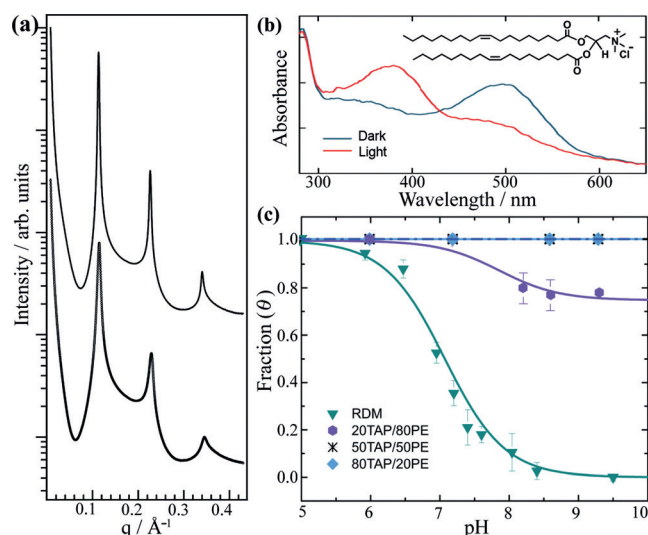 (a)
Intensity / arb. units
0.1 0.2 0.3 0.4
q / Å⁻¹
(b)
Absorbance
O
O
O
O
H
N
+
Cl⁻
Dark
Light
300 400 500 600
Wavelength / nm
(c)
Fraction (θ)
1.0
0.8
0.6
0.4
0.2
0.0
RDM
20TAP/80PE
50TAP/50PE
80TAP/20PE
5 6 7 8 9 10
pH